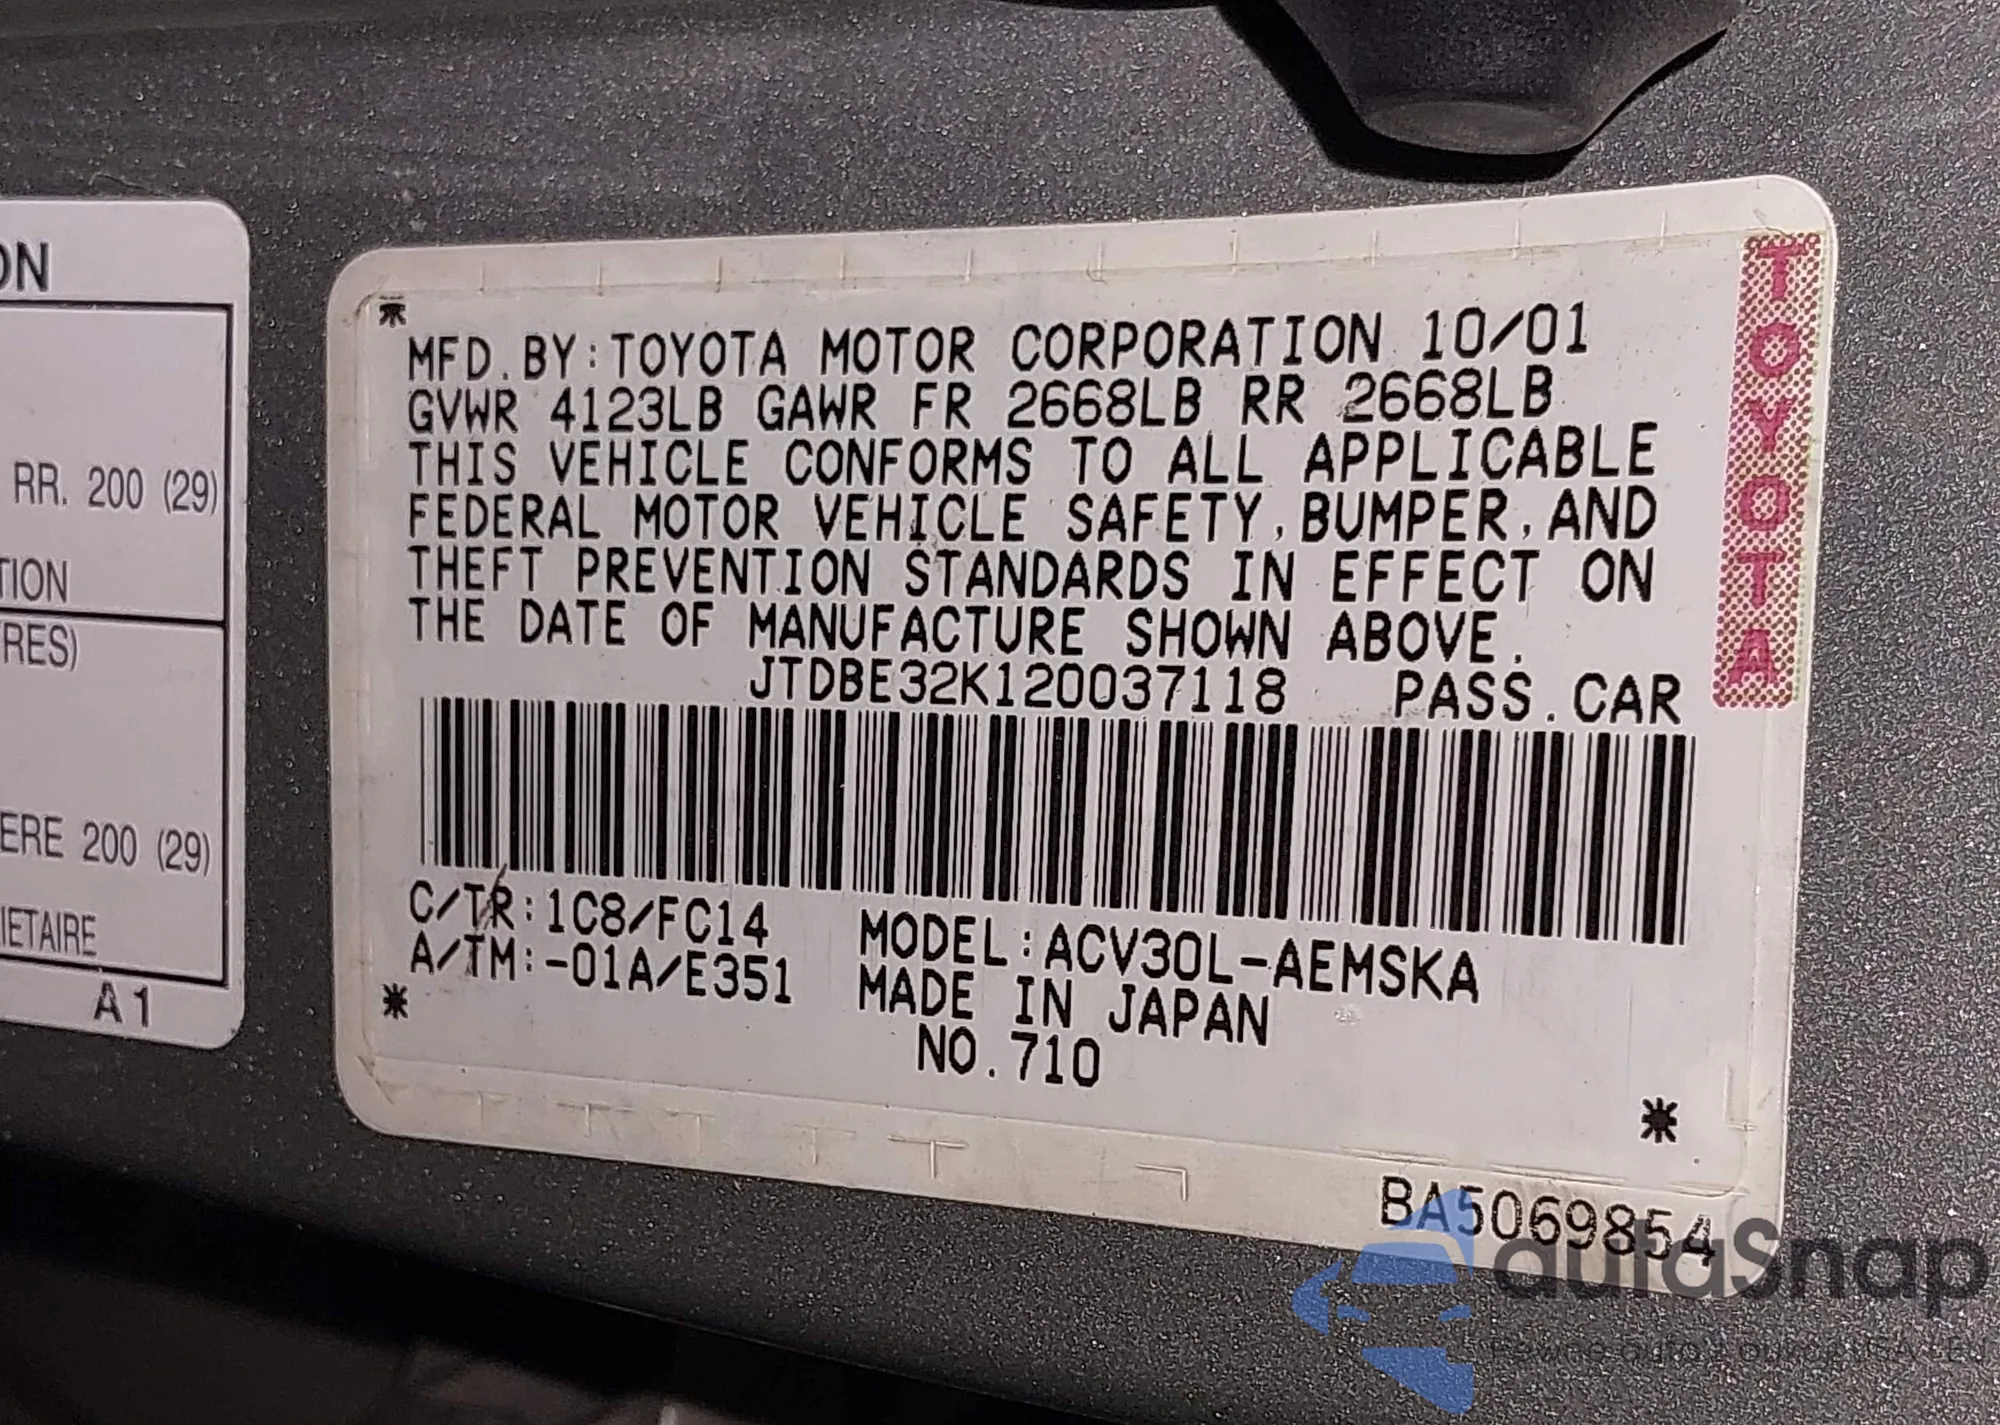 ON
RR. 200 (29)
TION
RES)
ERE 200 (29)
IETAIRE
A1
MFD.BY:TOYOTA MOTOR CORPORATION 10/01
GVWR 4123LB GAWR FR 2668LB RR 2668LB
THIS VEHICLE CONFORMS TO ALL APPLICABLE
FEDERAL MOTOR VEHICLE SAFETY,BUMPER,AND
THEFT PREVENTION STANDARDS IN EFFECT ON
THE DATE OF MANUFACTURE SHOWN ABOVE.
JTDBE32K120037118 PASS.CAR
C/TR:1C8/FC14 MODEL:ACV30L-AEMSKA
A/TM:-01A/E351 MADE IN JAPAN
NO.710
TOYOTA
BA5069854
autaSnap